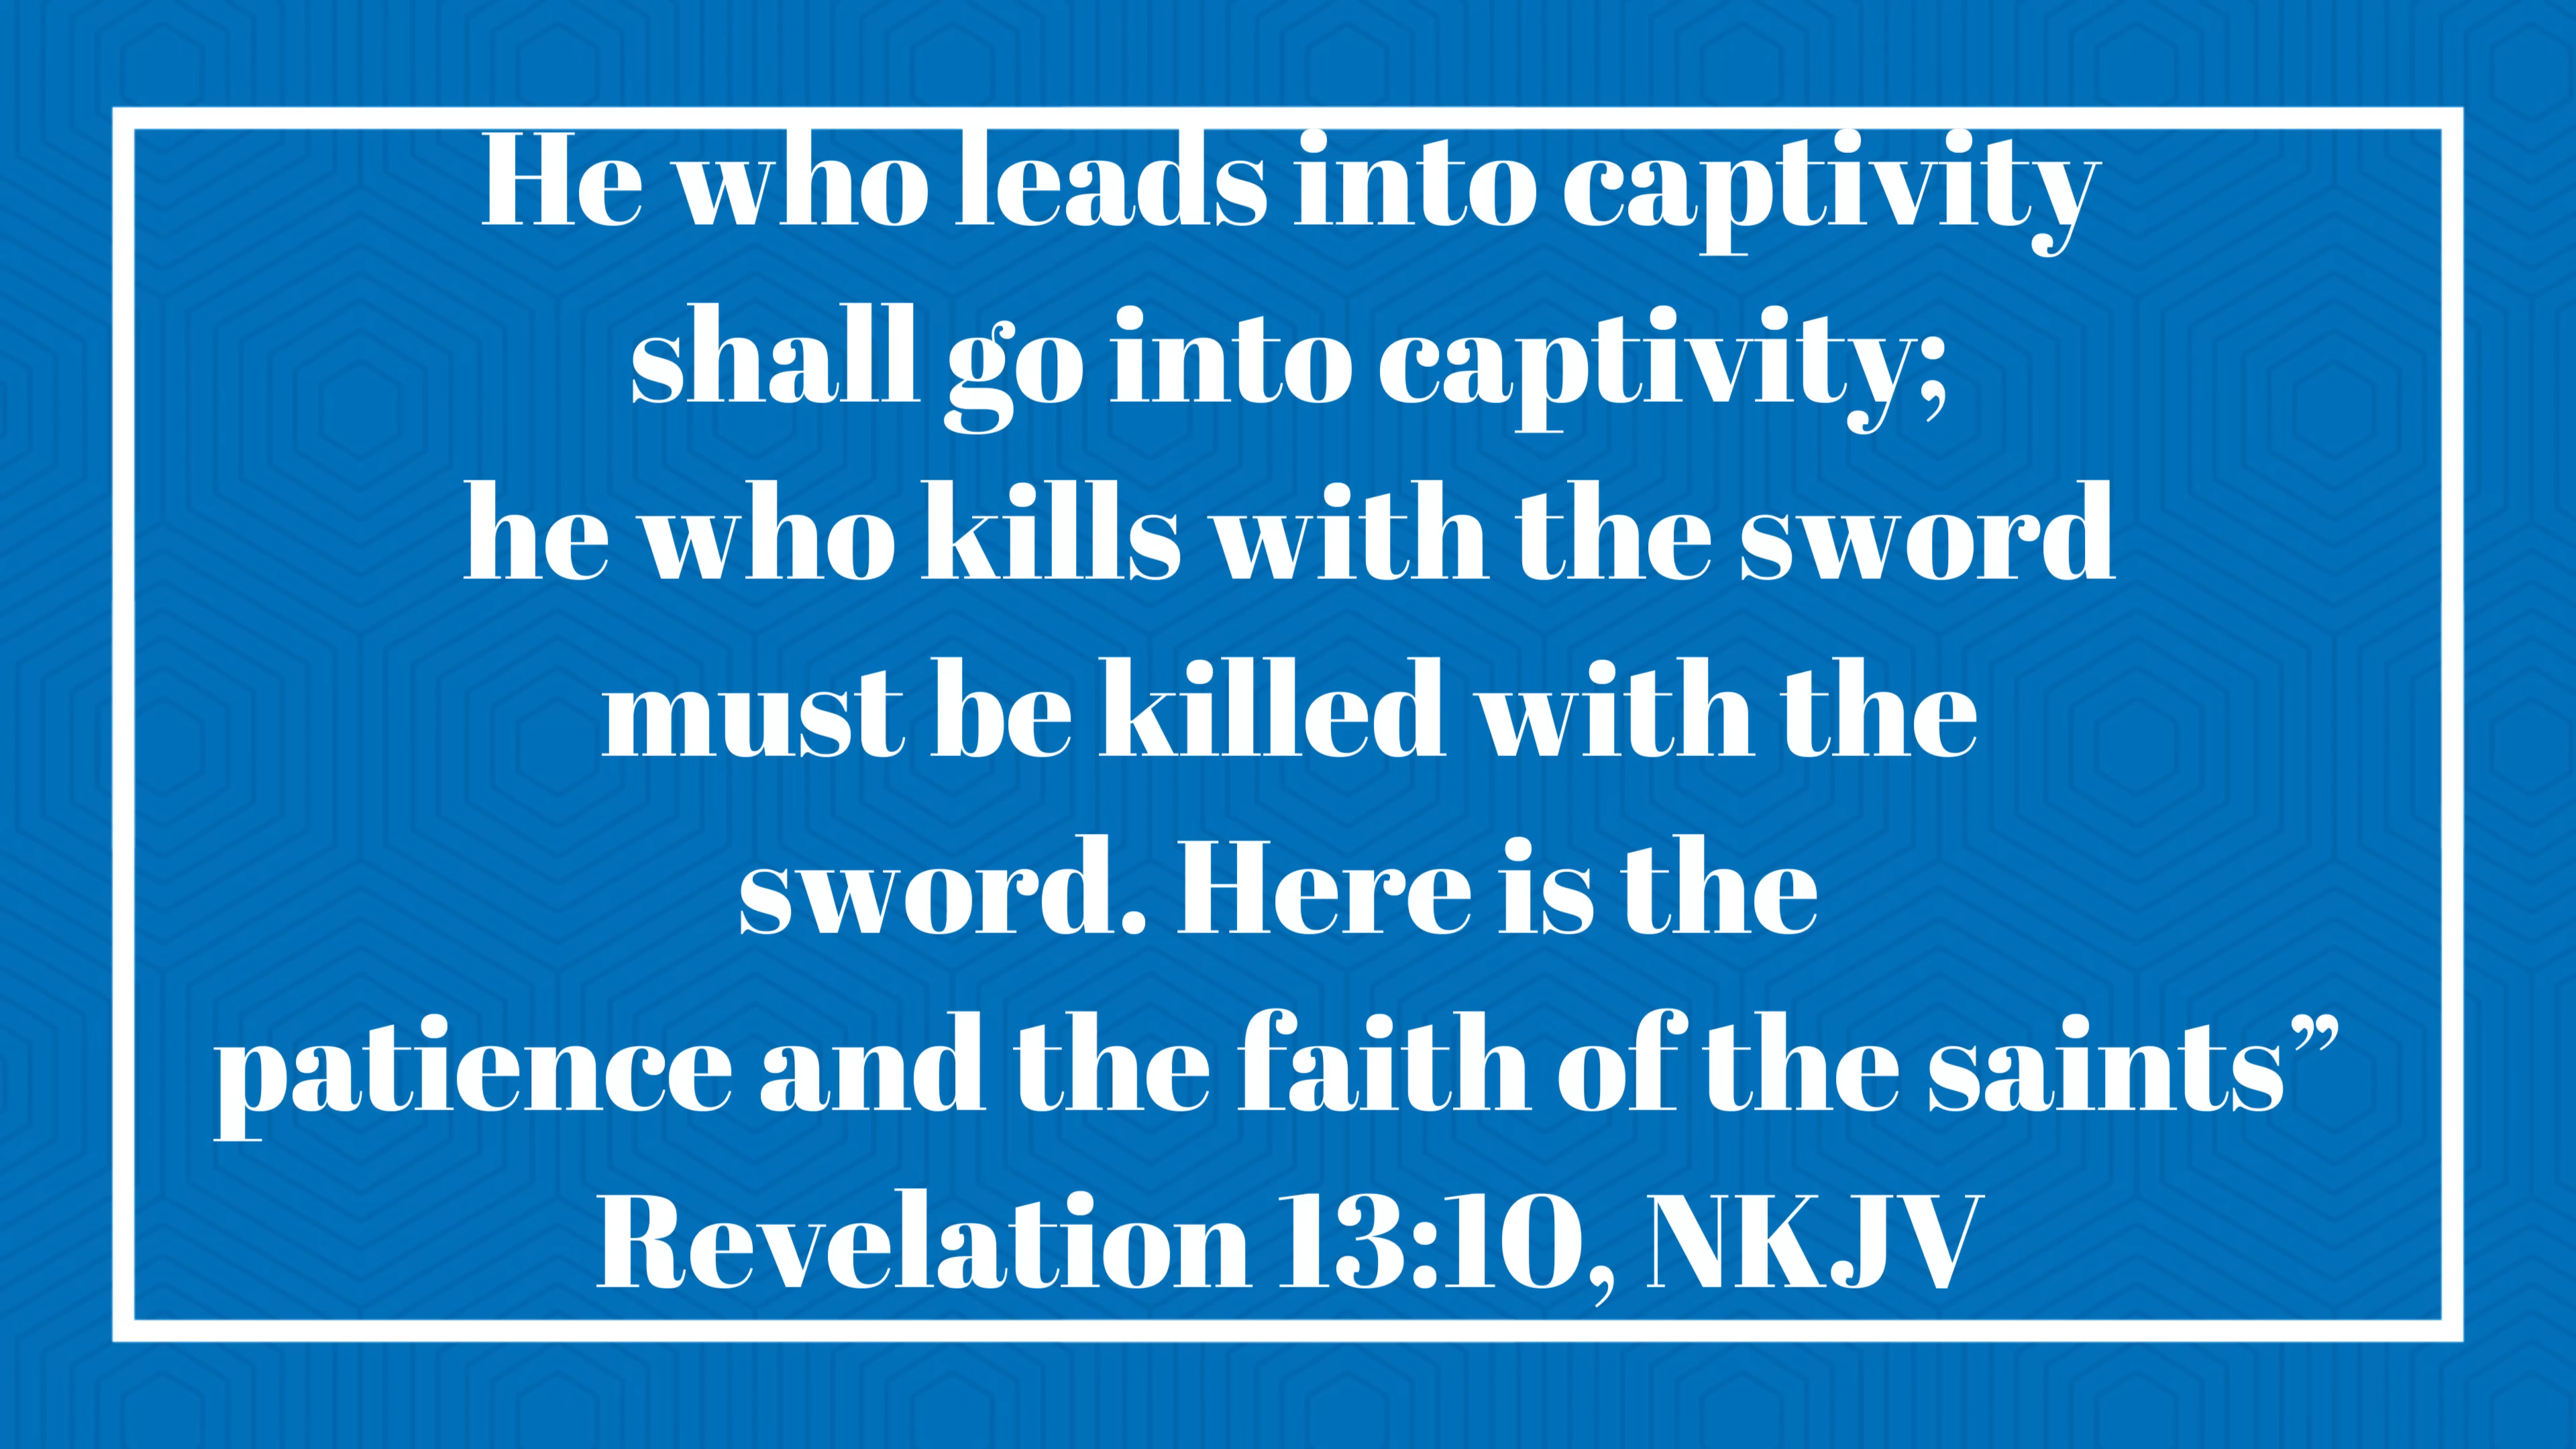 He who leads into captivity
shall go into captivity;
he who kills with the sword
must be killed with the
sword. Here is the
patience and the faith of the saints”
Revelation 13:10, NKJV